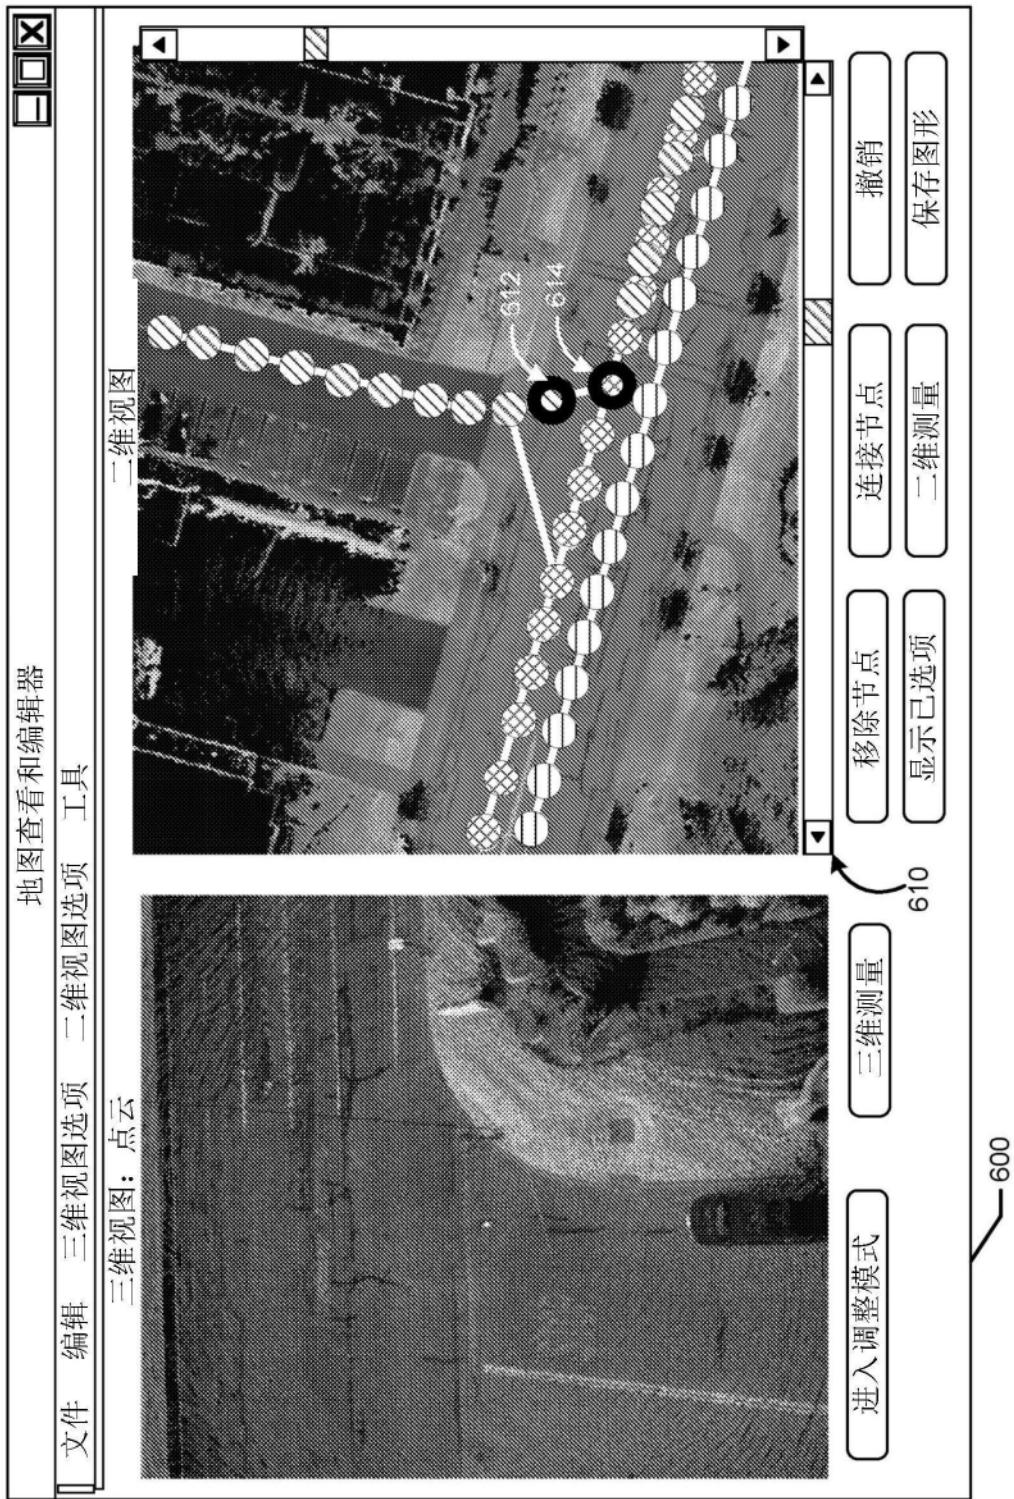 地图查看和编辑器
文件 编辑 三维视图选项 二维视图选项 工具
三维视图：点云
二维视图
612
614
610
进入调整模式
三维测量
移除节点
连接节点
撤销
显示已选项
二维测量
保存图形
600